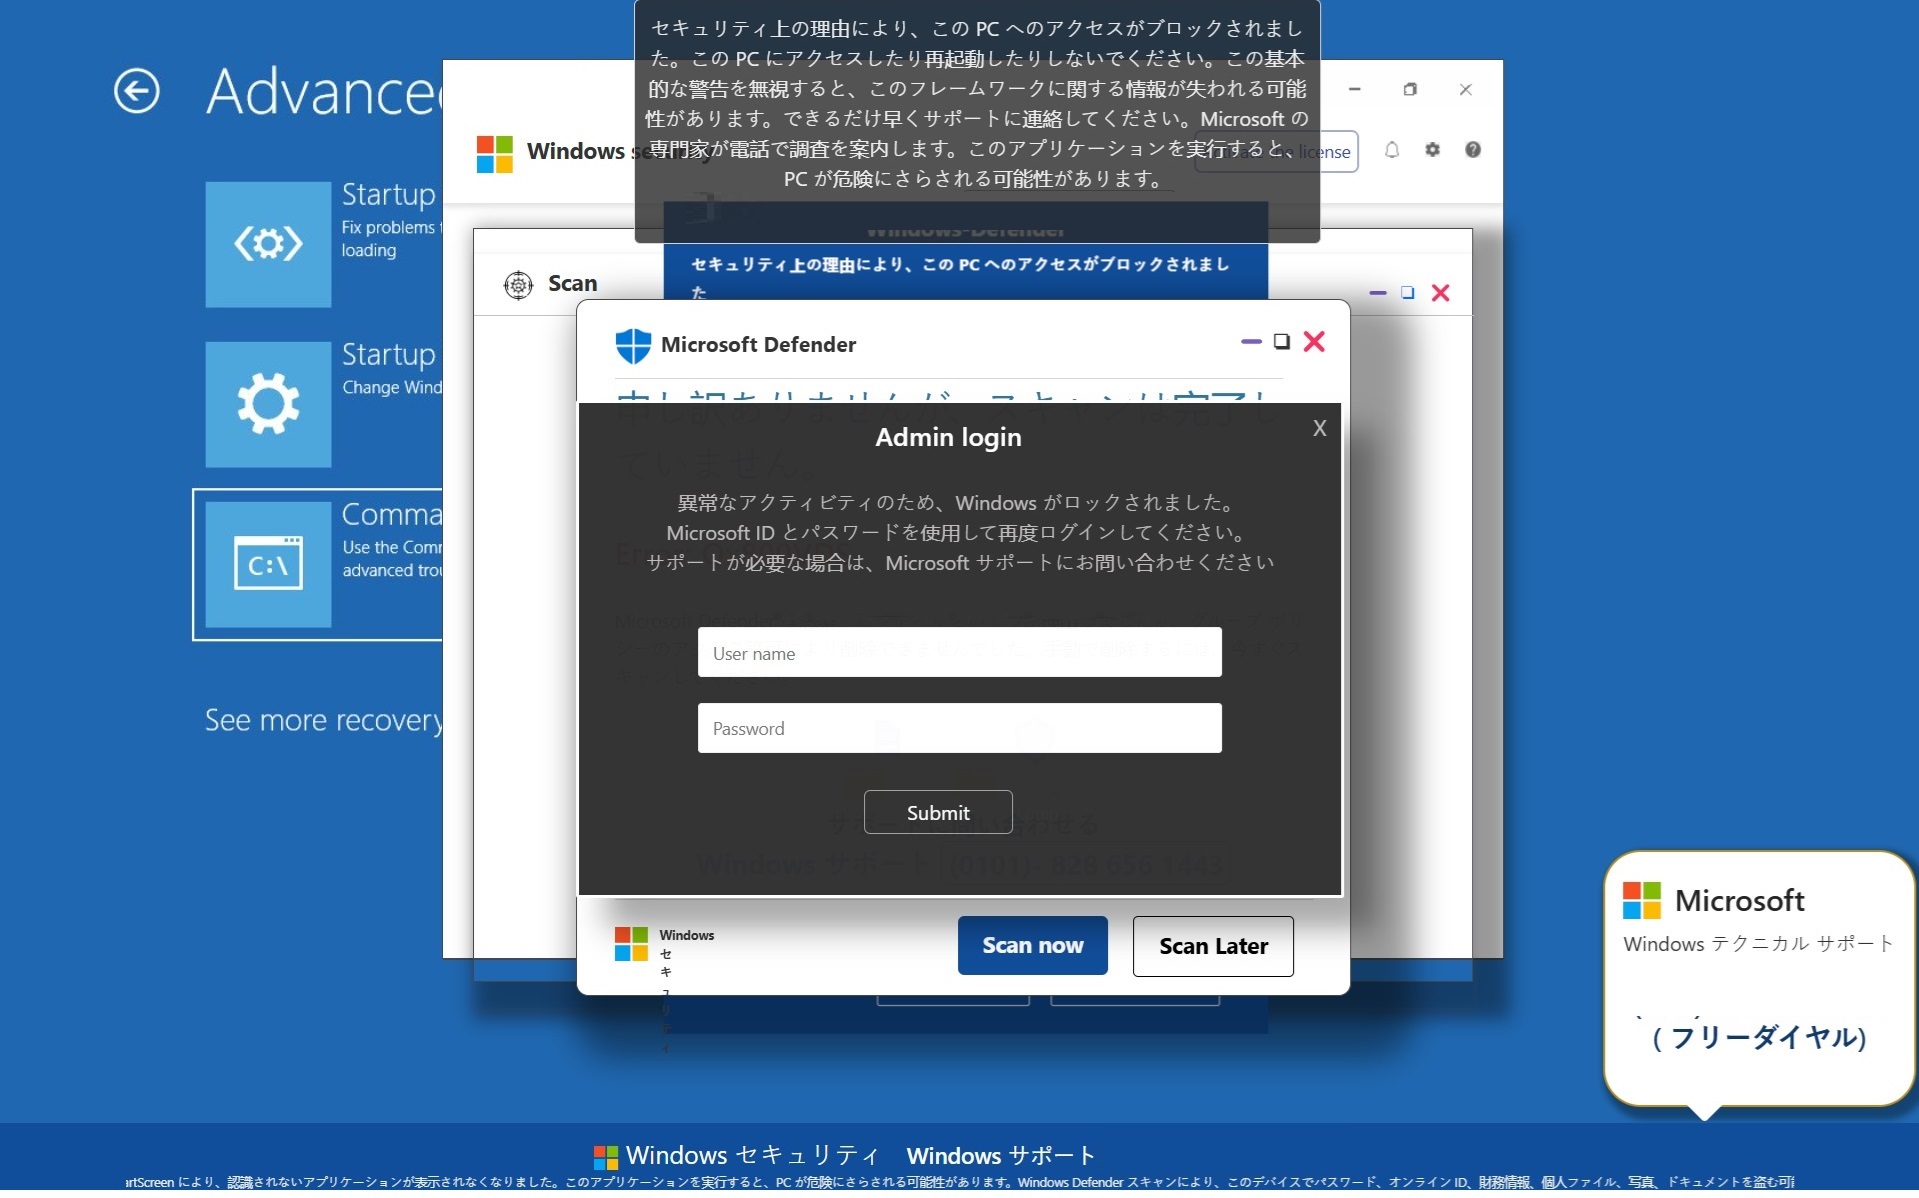 セキュリティ上の理由により、この PC へのアクセスがブロックされまし
た。この PC にアクセスしたり再起動したりしないでください。この基本
的な警告を無視すると、このフレームワークに関する情報が失われる可能
性があります。できるだけ早くサポートに連絡してください。Microsoft の
専門家が電話で調査を案内します。このアプリケーションを実行すると、
PC が危険にさらされる可能性があります。
Advanced
Windows security
license
Startup
Fix problems
loading
Windows-Defender
セキュリティ上の理由により、この PC へのアクセスがブロックされまし
た
Scan
Microsoft Defender
Startup
Change Wind
申し訳ありませんが、スキャンは完了し
ていません。
Admin login
X
異常なアクティビティのため、Windows がロックされました。
Microsoft ID とパスワードを使用して再度ログインしてください。
サポートが必要な場合は、Microsoft サポートにお問い合わせください
Comma
Use the Comm
advanced trou
C:\
User name
Password
See more recovery
Submit
サポートに問い合わせる
Windows サポート (0101)- 828 656 1443
Windows
セキュリティ
Scan now
Scan Later
Microsoft
Windows テクニカル サポート
( フリーダイヤル)
Windows セキュリティ Windows サポート
artScreen により、認識されないアプリケーションが表示されなくなりました。このアプリケーションを実行すると、PC が危険にさらされる可能性があります。Windows Defender スキャンにより、このデバイスでパスワード、オンライン ID、財務情報、個人ファイル、写真、ドキュメントを盗む可